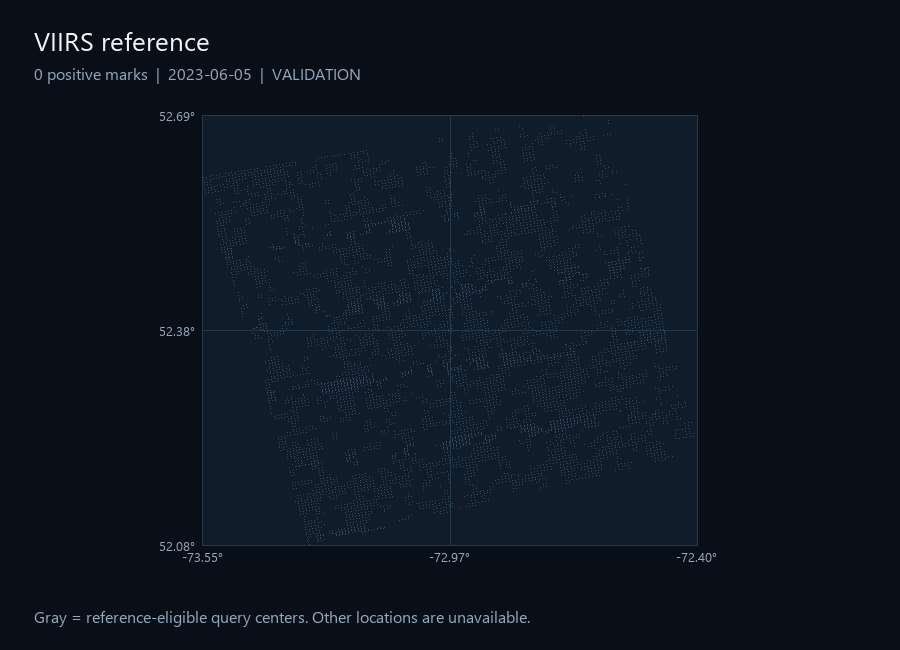 VIIRS reference
0 positive marks | 2023-06-05 | VALIDATION
52.69°
52.38°
52.08°
-73.55°
-72.97°
-72.40°
Gray = reference-eligible query centers. Other locations are unavailable.